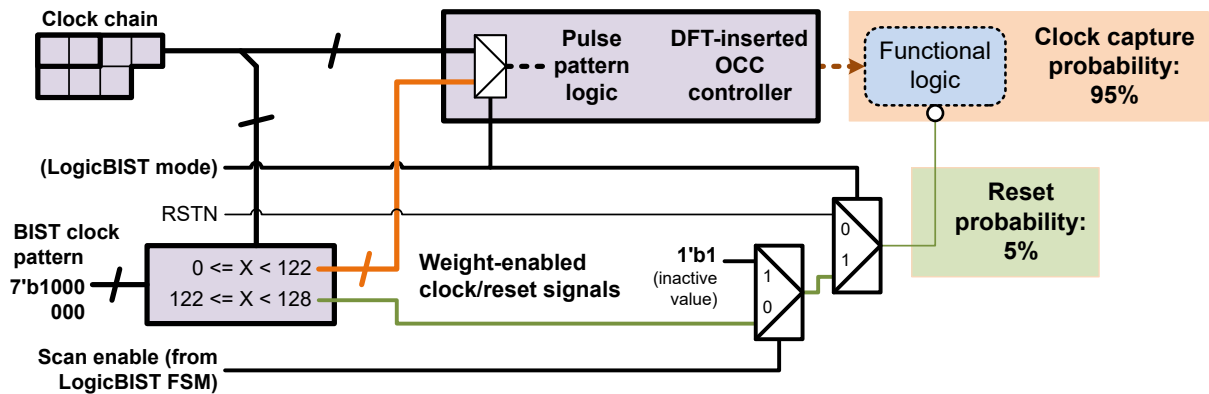 Clock chain
Pulse
pattern
logic
DFT-inserted
OCC
controller
Functional
logic
Clock capture
probability:
95%
(LogicBIST mode)
RSTN
BIST clock
pattern
7'b1000
000
0 <= X < 122
122 <= X < 128
Weight-enabled
clock/reset signals
1'b1
(inactive
value)
1
0
0
1
Reset
probability:
5%
Scan enable (from
LogicBIST FSM)